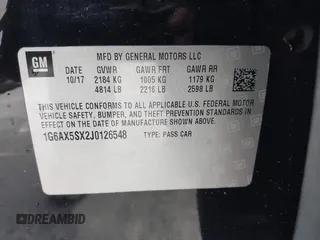 GM
MFD BY GENERAL MOTORS LLC
DATE GVWR GAWR FRT GAWR RR
10/17 2184 KG 1005 KG 1179 KG
4814 LB 2216 LB 2598 LB
THIS VEHICLE CONFORMS TO ALL APPLICABLE U.S. FEDERAL MOTOR
VEHICLE SAFETY, BUMPER, AND THEFT PREVENTION STANDARDS IN
EFFECT ON THE DATE OF MANUFACTURE SHOWN ABOVE.
1G6AX5SX2J0126548 TYPE: PASS CAR
DREAMBID